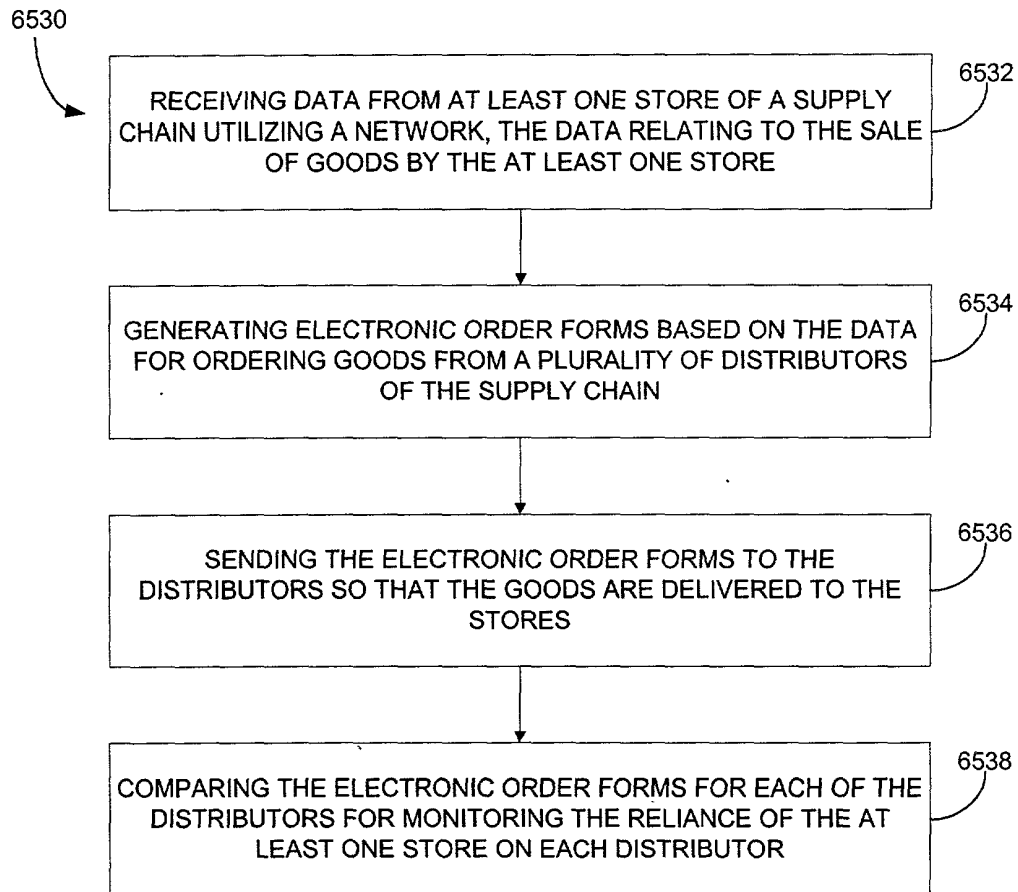 6530
6532
RECEIVING DATA FROM AT LEAST ONE STORE OF A SUPPLY
CHAIN UTILIZING A NETWORK, THE DATA RELATING TO THE SALE
OF GOODS BY THE AT LEAST ONE STORE
6534
GENERATING ELECTRONIC ORDER FORMS BASED ON THE DATA
FOR ORDERING GOODS FROM A PLURALITY OF DISTRIBUTORS
OF THE SUPPLY CHAIN
6536
SENDING THE ELECTRONIC ORDER FORMS TO THE
DISTRIBUTORS SO THAT THE GOODS ARE DELIVERED TO THE
STORES
6538
COMPARING THE ELECTRONIC ORDER FORMS FOR EACH OF THE
DISTRIBUTORS FOR MONITORING THE RELIANCE OF THE AT
LEAST ONE STORE ON EACH DISTRIBUTOR